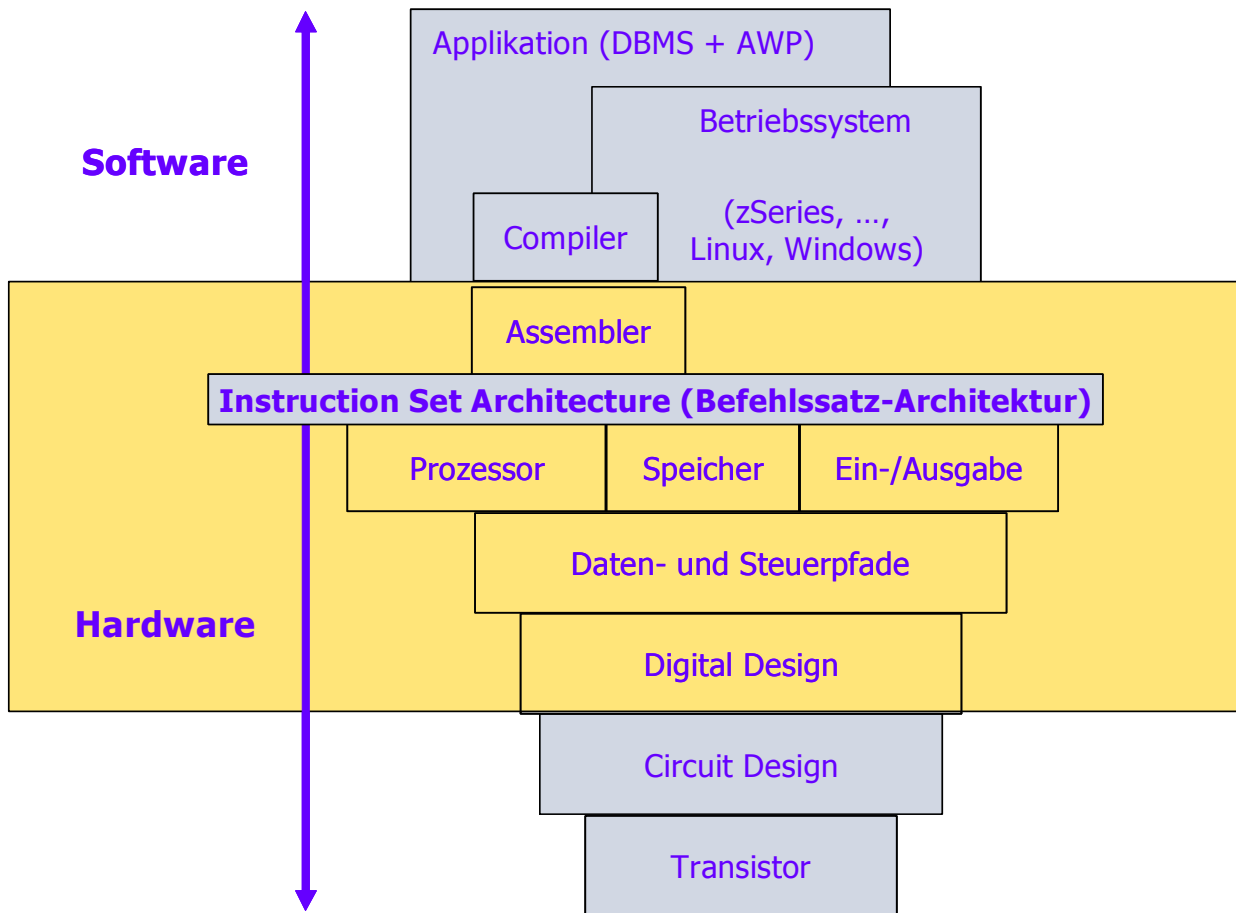 Applikation (DBMS + AWP)
Betriebssystem
Software
(zSeries, …,
Linux, Windows)
Compiler
Assembler
Instruction Set Architecture (Befehlssatz-Architektur)
Prozessor
Speicher
Ein-/Ausgabe
Daten- und Steuerpfade
Hardware
Digital Design
Circuit Design
Transistor